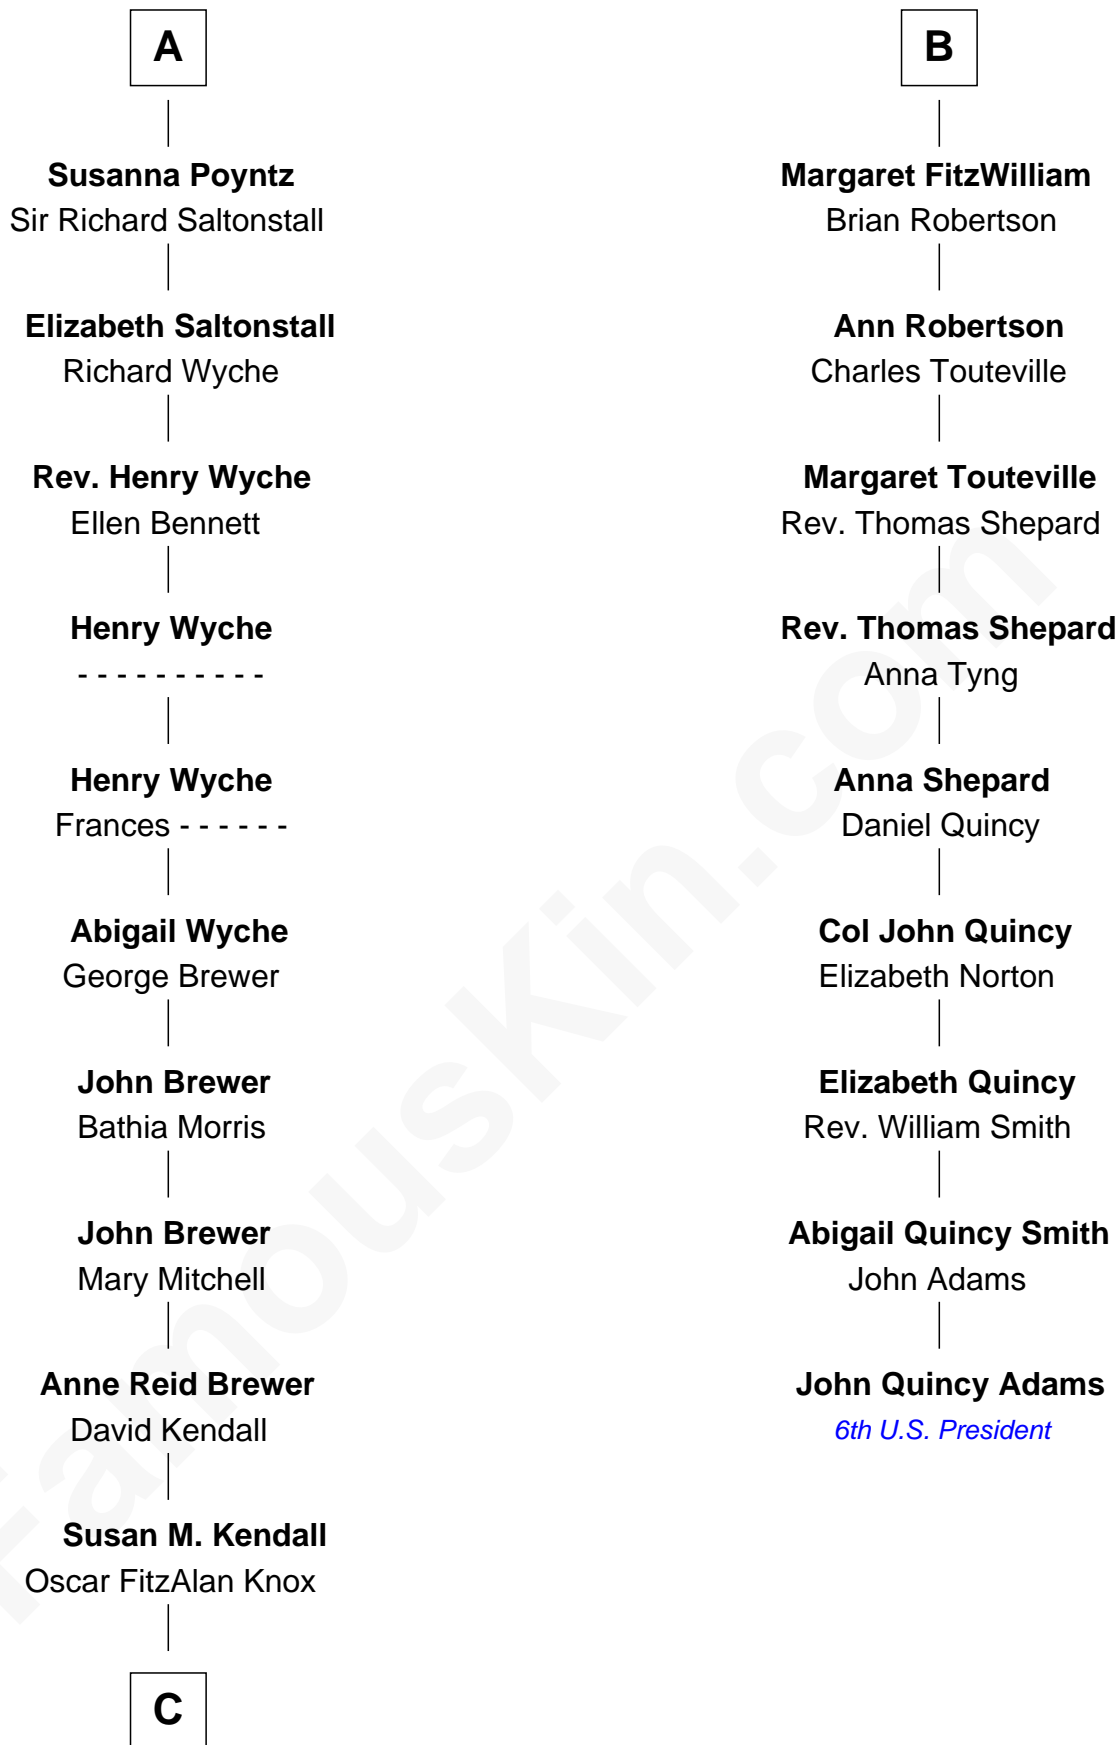 A
Susanna Poyntz
Sir Richard Saltonstall
Elizabeth Saltonstall
Richard Wyche
Rev. Henry Wyche
Ellen Bennett
Henry Wyche
- - - - - - - - - -
Henry Wyche
Frances - - - - - -
Abigail Wyche
George Brewer
John Brewer
Bathia Morris
John Brewer
Mary Mitchell
Anne Reid Brewer
David Kendall
Susan M. Kendall
Oscar FitzAlan Knox
C
B
Margaret FitzWilliam
Brian Robertson
Ann Robertson
Charles Touteville
Margaret Touteville
Rev. Thomas Shepard
Rev. Thomas Shepard
Anna Tyng
Anna Shepard
Daniel Quincy
Col John Quincy
Elizabeth Norton
Elizabeth Quincy
Rev. William Smith
Abigail Quincy Smith
John Adams
John Quincy Adams
6th U.S. President
FamousKin.com